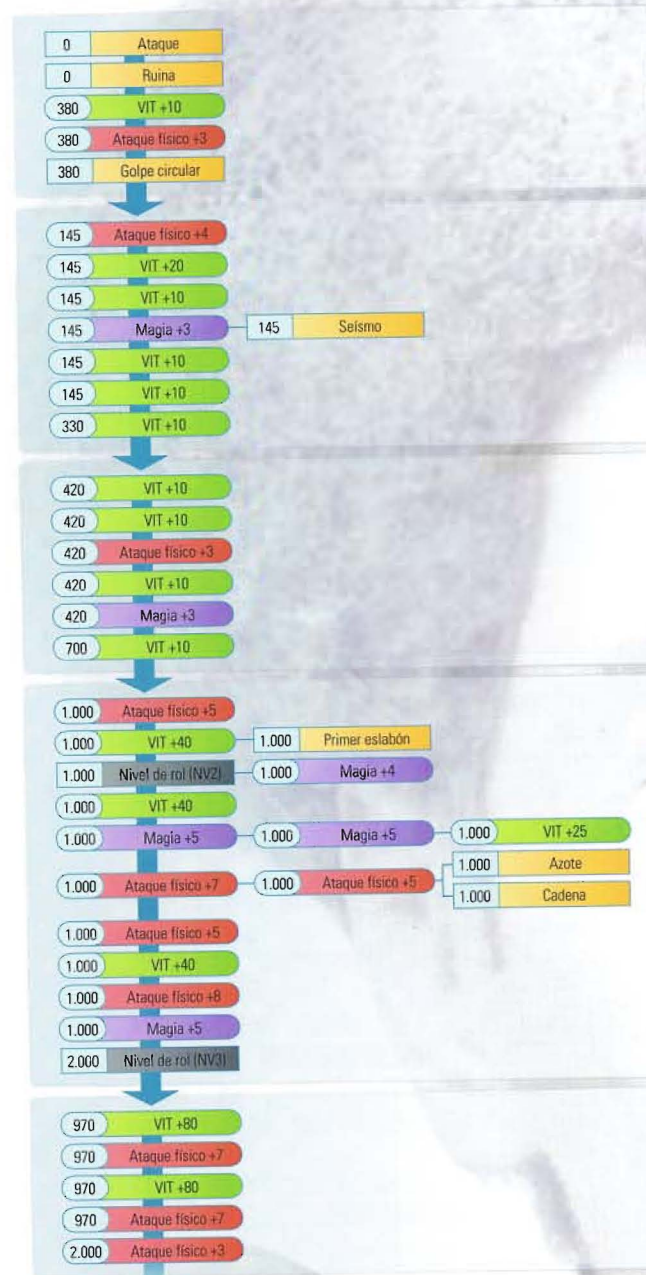 0 Ataque
0 Ruina
380 VIT +10
380 Ataque físico +3
380 Golpe circular
145 Ataque físico +4
145 VIT +20
145 VIT +10
145 Magia +3 145 Seísmo
145 VIT +10
145 VIT +10
330 VIT +10
420 VIT +10
420 VIT +10
420 Ataque físico +3
420 VIT +10
420 Magia +3
700 VIT +10
1.000 Ataque físico +5
1.000 VIT +40 1.000 Primer eslabón
1.000 Nivel de rol (NV2) 1.000 Magia +4
1.000 VIT +40
1.000 Magia +5 1.000 Magia +5 1.000 VIT +25
1.000 Azote
1.000 Ataque físico +7 1.000 Ataque físico +5
1.000 Cadena
1.000 Ataque físico +5
1.000 VIT +40
1.000 Ataque físico +8
1.000 Magia +5
2.000 Nivel de rol (NV3)
970 VIT +80
970 Ataque físico +7
970 VIT +80
970 Ataque físico +7
2.000 Ataque físico +3